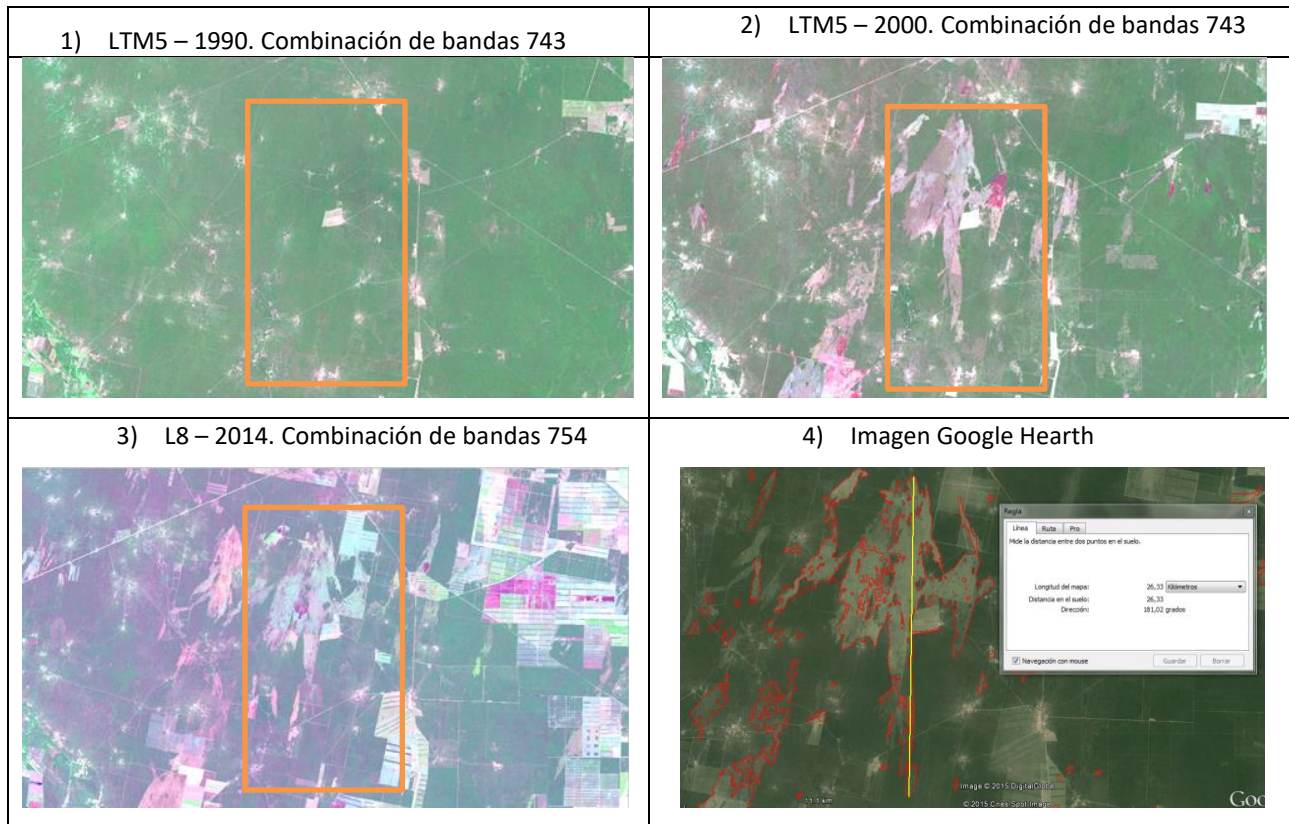 1) LTM5 – 1990. Combinación de bandas 743
2) LTM5 – 2000. Combinación de bandas 743
3) L8 – 2014. Combinación de bandas 754
4) Imagen Google Hearth
Regla
Línea Ruta Pro
Mide la distancia entre dos puntos en el suelo.
Longitud del mapa: 26,33 Kilómetros
Distancia en el suelo: 26,33
Dirección: 181,02 grados
Navegación con mouse Guardar Borrar
Image © 2015 DigitalGlobe
© 2015 Cnes/Spot Image
Goo